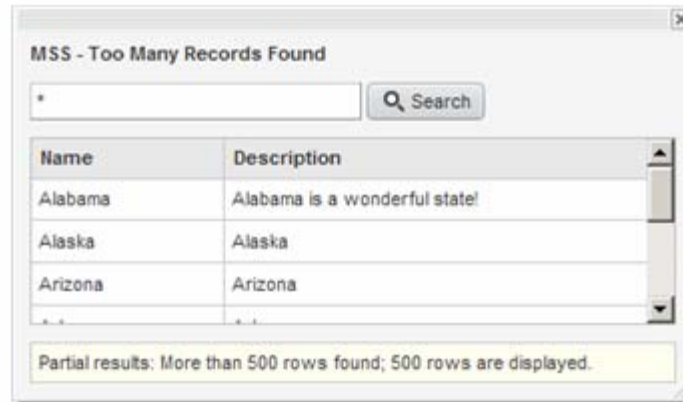 MSS - Too Many Records Found
*
Search
Name Description
Alabama Alabama is a wonderful state!
Alaska Alaska
Arizona Arizona
Partial results: More than 500 rows found; 500 rows are displayed.